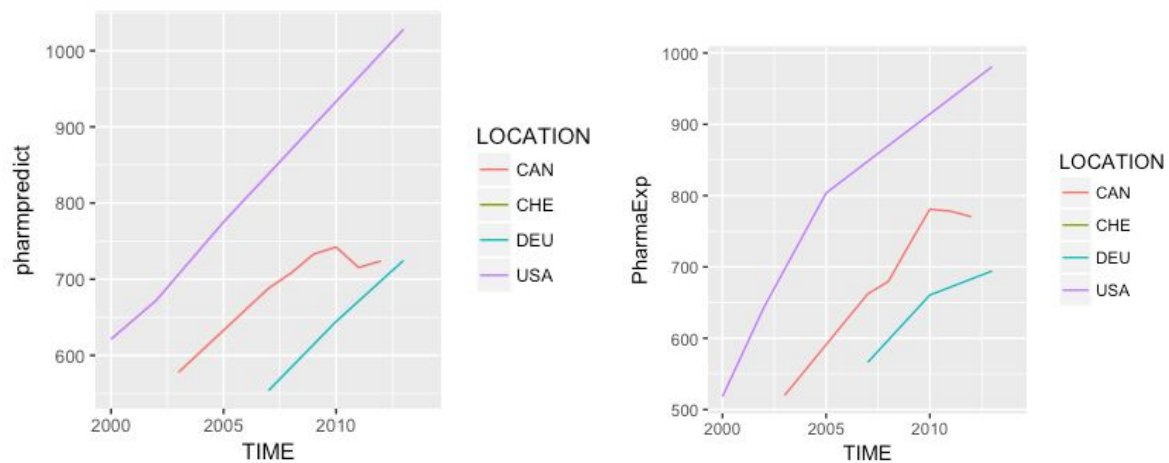 pharmpredict
1000
900
800
700
600
2000
2005
2010
TIME
LOCATION
CAN
CHE
DEU
USA
PharmaExp
1000
900
800
700
600
500
2000
2005
2010
TIME
LOCATION
CAN
CHE
DEU
USA